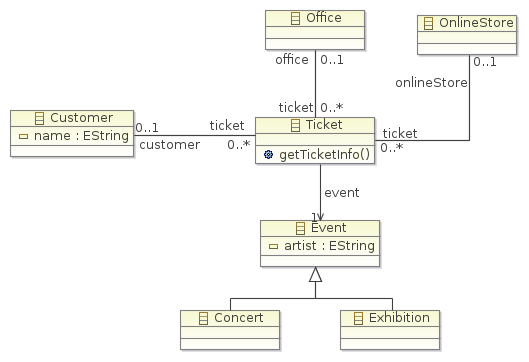 Office
OnlineStore
office 0..1
0..1
onlineStore
ticket 0..*
Customer
name : EString
0..1
customer
ticket
0..*
Ticket
getTicketInfo()
ticket
0..*
event
1
Event
artist : EString
Concert
Exhibition